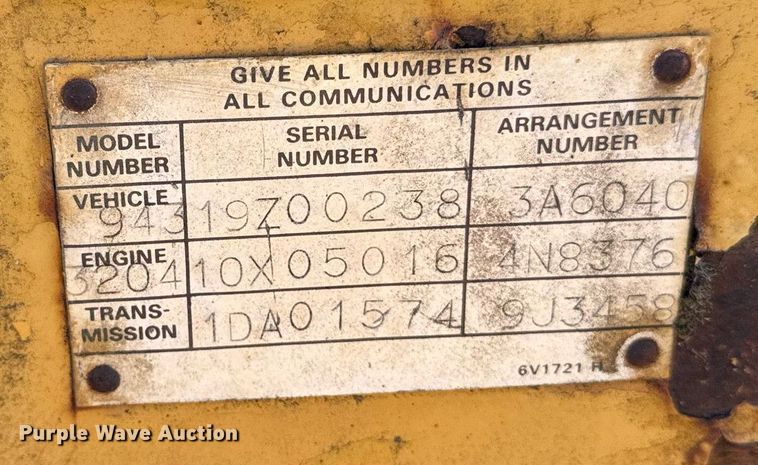 GIVE ALL NUMBERS IN
ALL COMMUNICATIONS
MODEL NUMBER
SERIAL NUMBER
ARRANGEMENT NUMBER
VEHICLE 943 19Z00238 3A6040
ENGINE 3204 10X05016 4N8376
TRANS-
MISSION 1DA01574 9J3458
6V1721 H
Purple Wave Auction